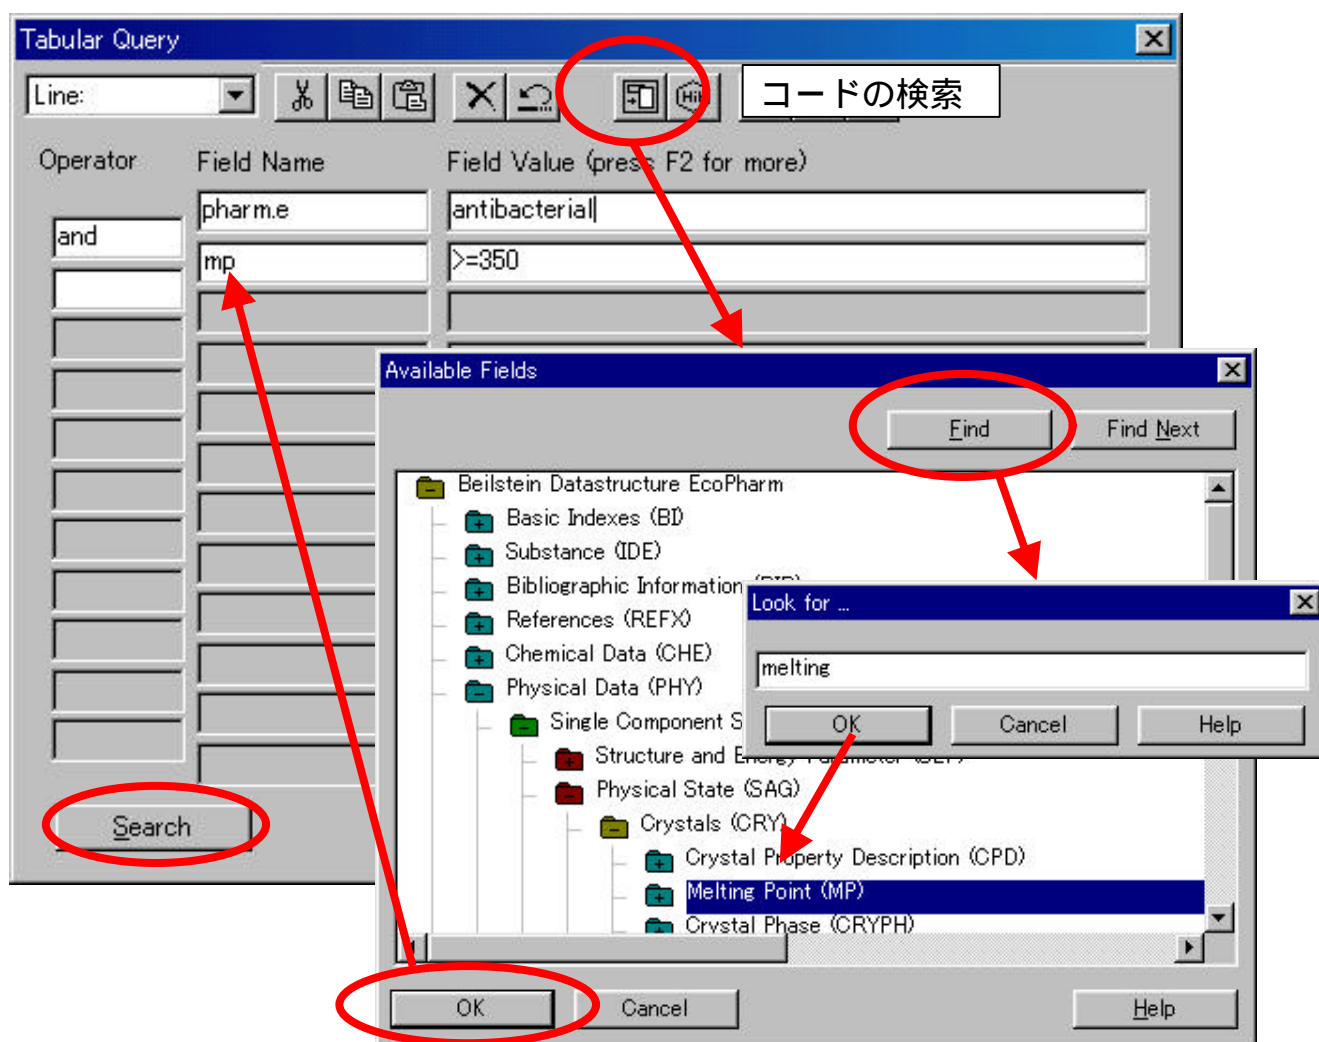 Tabular Query
Line:
コードの検索
Operator
Field Name
Field Value (press F2 for more)
pharm.e
antibacterial
and
mp
>=350
Available Fields
Find
Find Next
Beilstein Datastructure EcoPharm
Basic Indexes (BI)
Substance (IDE)
Bibliographic Information
References (REFX)
Look for ...
Chemical Data (CHE)
melting
Physical Data (PHY)
Single Component S
OK
Cancel
Help
Structure and Energy Parameter
Physical State (SAG)
Crystals (CRY)
Search
Crystal Property Description (CPD)
Melting Point (MP)
Crystal Phase (CRYPH)
OK
Cancel
Help